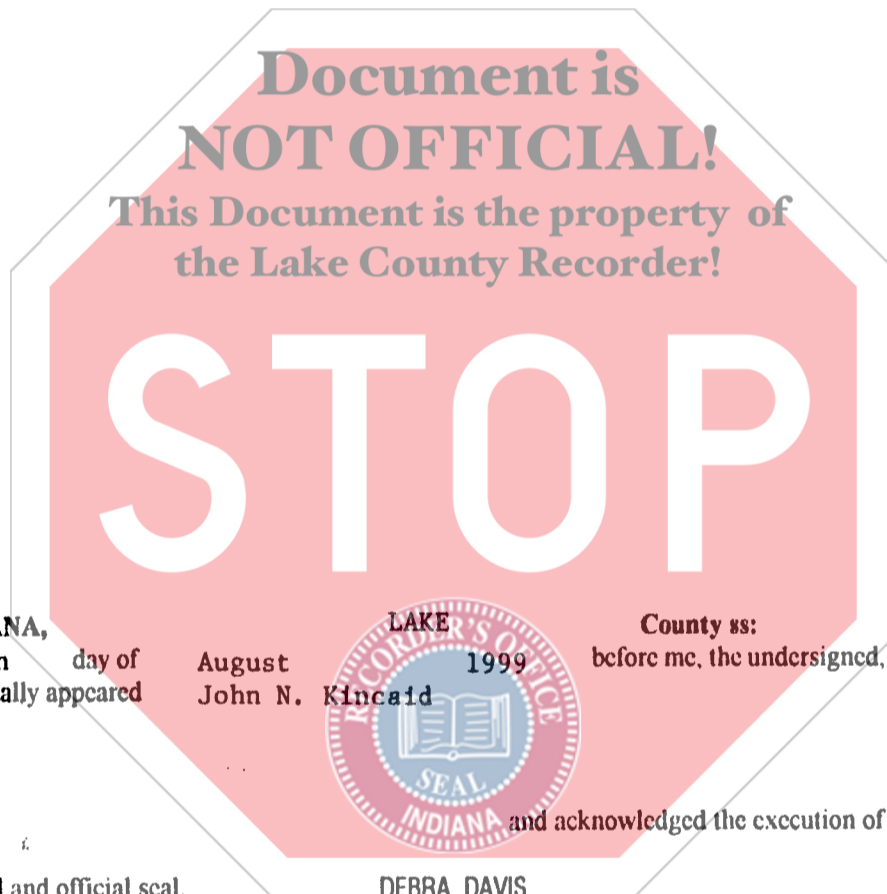 Document is
NOT OFFICIAL!
This Document is the property of
the Lake County Recorder!
STOP
ANA, LAKE County ss:
n day of August 1999 before me, the undersigned,
ally appeared John N. Kincaid
RECORDER'S OFFICE
SEAL
INDIANA
and acknowledged the execution of
l and official seal.
DEBRA DAVIS